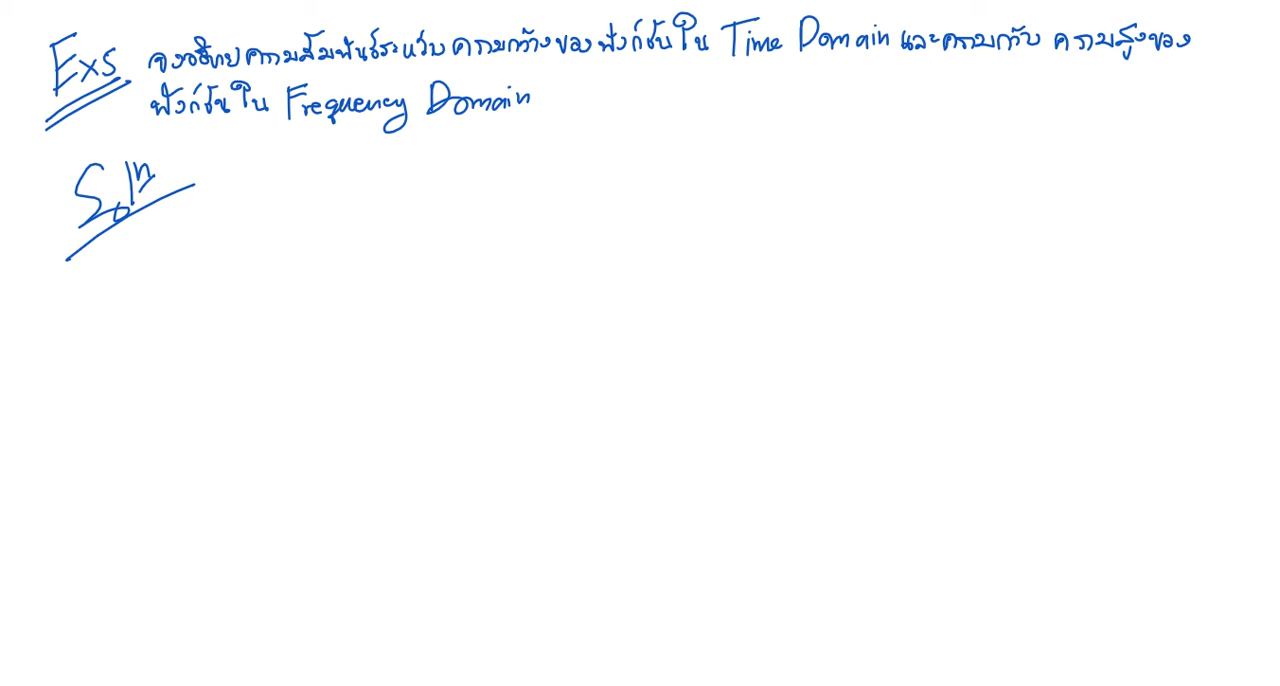 Ex5 จงอธิบายความสัมพันธ์ระหว่าง ความกว้างของฟังก์ชันใน Time Domain และความกว้าง ความสูงของ
ฟังก์ชันใน Frequency Domain
Soln